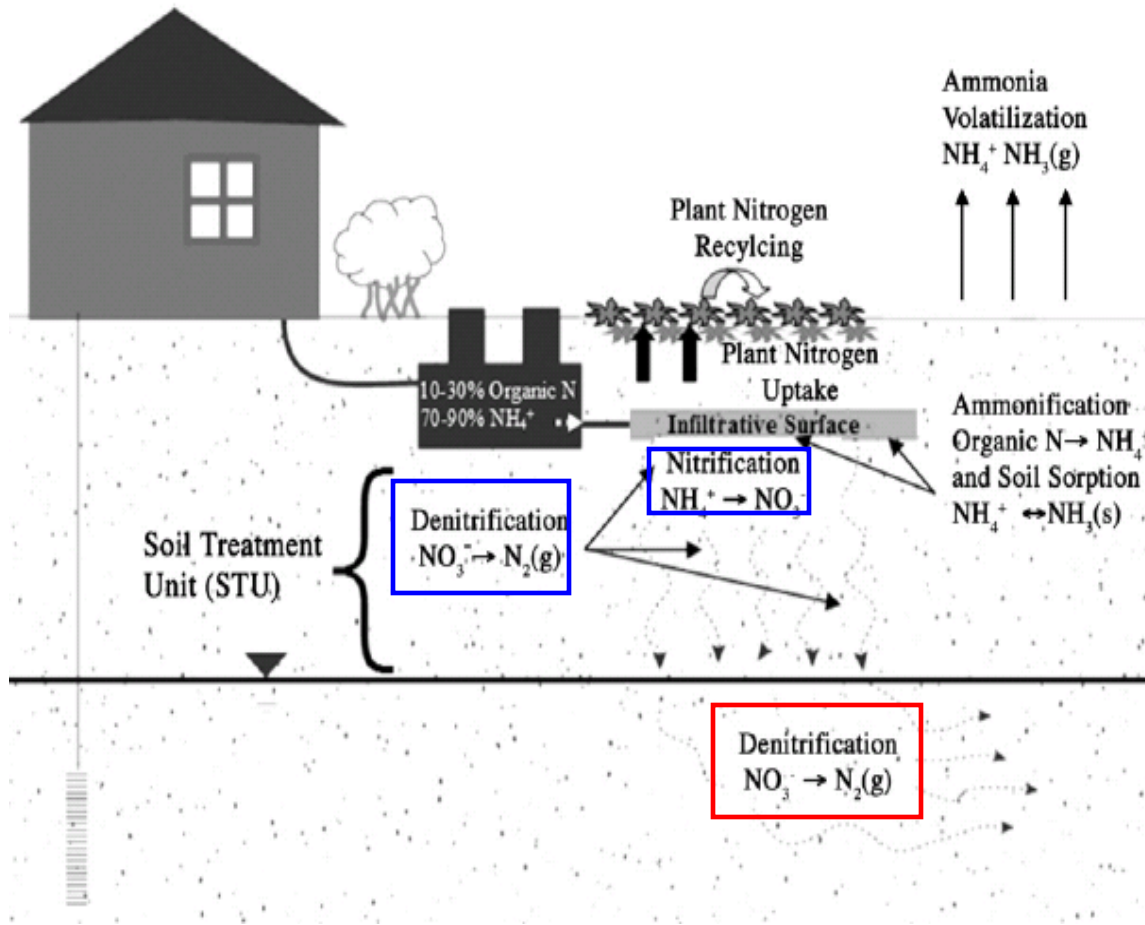 Ammonia
Volatilization
NH₄⁺ NH₃(g)
Plant Nitrogen
Recylcing
Plant Nitrogen
Uptake
10-30% Organic N
70-90% NH₄⁺
Infiltrative Surface
Ammonification
Organic N→ NH₄
and Soil Sorption
NH₄⁺ ↔NH₃(s)
Nitrification
NH₄⁺ → NO₃⁻
Denitrification
NO₃⁻→ N₂(g)
Soil Treatment
Unit (STU)
Denitrification
NO₃⁻ → N₂(g)